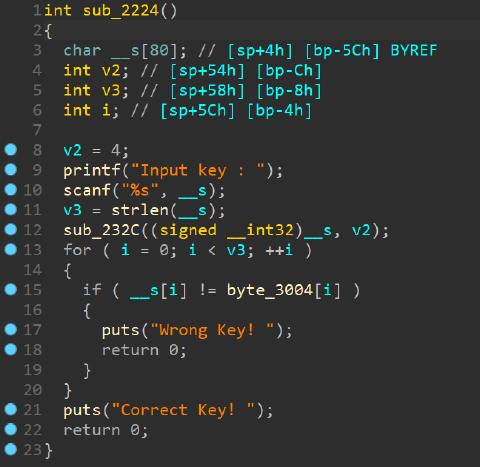 1 int sub_2224()
2 {
3   char __s[80]; // [sp+4h] [bp-5Ch] BYREF
4   int v2; // [sp+54h] [bp-Ch]
5   int v3; // [sp+58h] [bp-8h]
6   int i; // [sp+5Ch] [bp-4h]
7
8   v2 = 4;
9   printf("Input key : ");
10   scanf("%s", __s);
11   v3 = strlen(__s);
12   sub_232C((signed __int32)__s, v2);
13   for ( i = 0; i < v3; ++i )
14   {
15     if ( __s[i] != byte_3004[i] )
16     {
17       puts("Wrong Key! ");
18       return 0;
19     }
20   }
21   puts("Correct Key! ");
22   return 0;
23 }